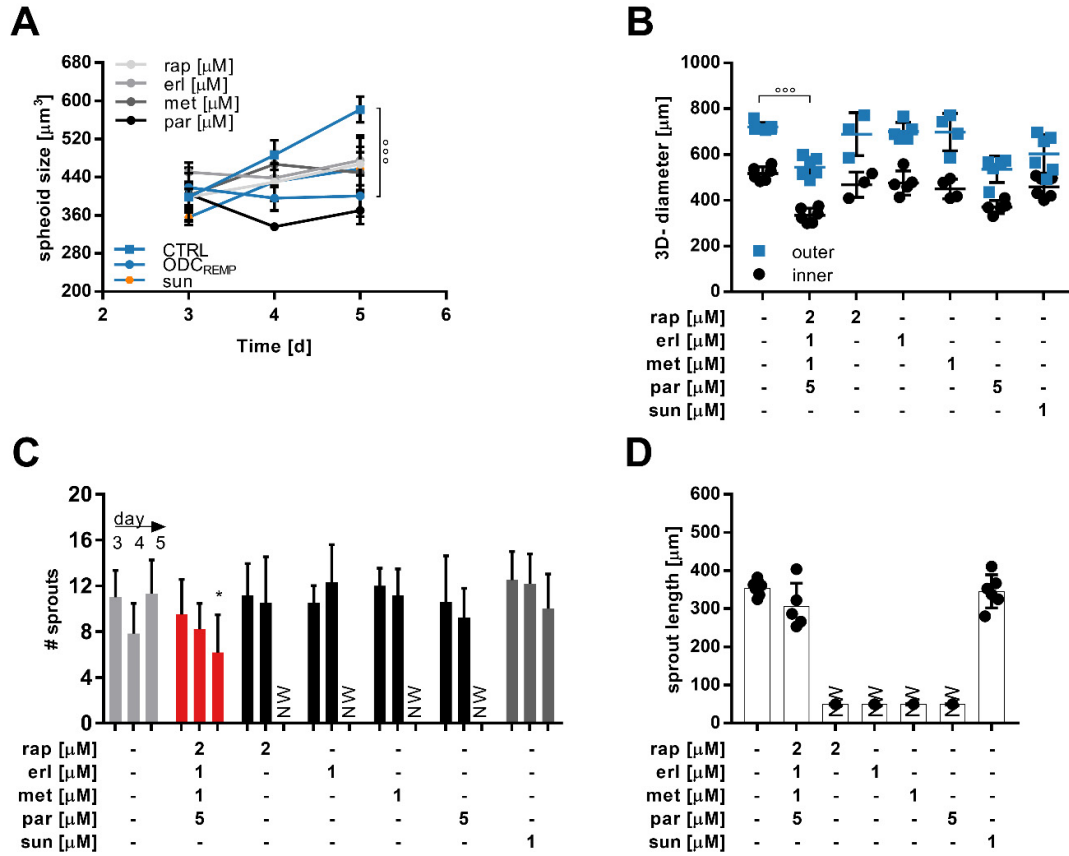 A
680
600
520
440
360
280
200
spheoid size [µm³]
rap [µM]
erl [µM]
met [µM]
par [µM]
CTRL
ODCREMP
sun
°°°
2 3 4 5 6
Time [d]
B
1000
800
600
400
200
0
3D- diameter [µm]
°°°
outer
inner
rap [µM] - 2 2 - - - -
erl [µM] - 1 - 1 - - -
met [µM] - 1 - - 1 - -
par [µM] - 5 - - - 5 -
sun [µM] - - - - - - 1
C
20
16
12
8
4
0
# sprouts
day
3 4 5
*
NW NW NW NW
rap [µM] - 2 2 - - - -
erl [µM] - 1 - 1 - - -
met [µM] - 1 - - 1 - -
par [µM] - 5 - - - 5 -
sun [µM] - - - - - - 1
D
600
500
400
300
200
100
0
sprout length [µm]
NW NW NW NW
rap [µM] - 2 2 - - - -
erl [µM] - 1 - 1 - - -
met [µM] - 1 - - 1 - -
par [µM] - 5 - - - 5 -
sun [µM] - - - - - - 1